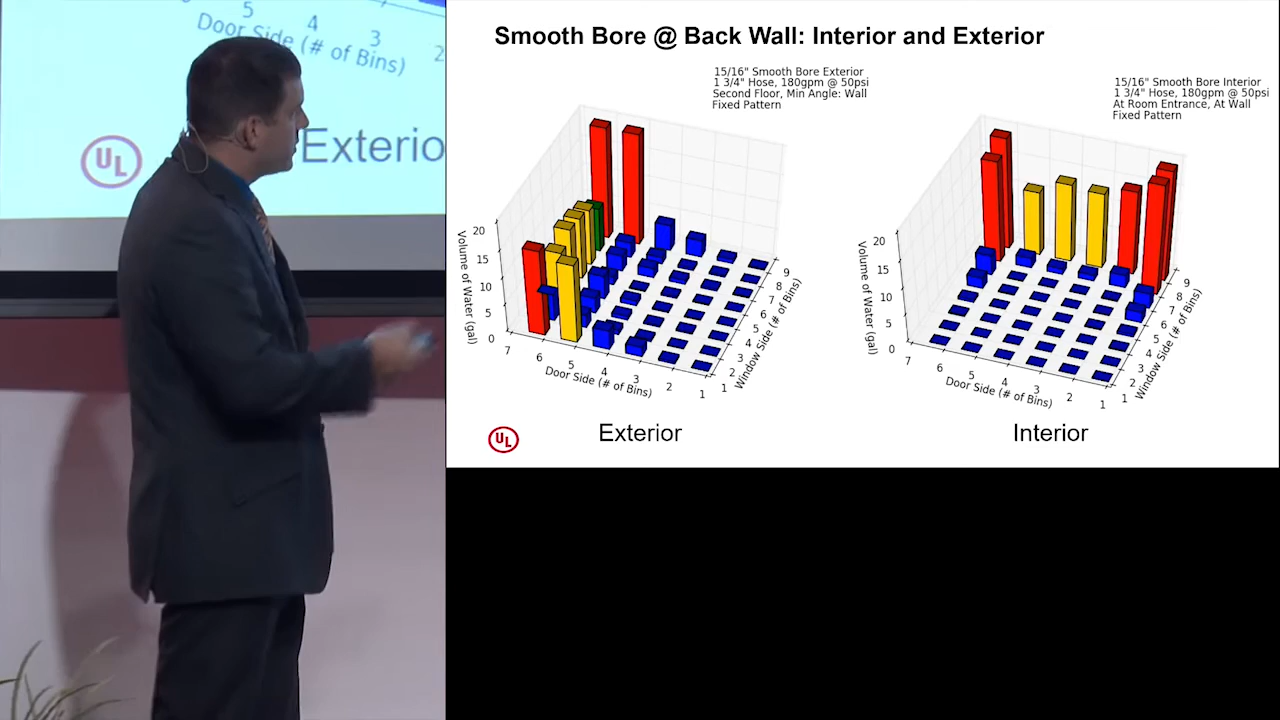 5
4
3
2
Door Side (# of Bins)
UL
Exterio
Smooth Bore @ Back Wall: Interior and Exterior
15/16" Smooth Bore Exterior
1 3/4" Hose, 180gpm @ 50psi
Second Floor, Min Angle: Wall
Fixed Pattern
20
15
10
5
0
Volume of Water (gal)
7
6
5
4
3
2
1
Door Side (# of Bins)
1
2
3
4
5
6
7
8
9
Window Side (# of Bins)
Exterior
15/16" Smooth Bore Interior
1 3/4" Hose, 180gpm @ 50psi
At Room Entrance, At Wall
Fixed Pattern
20
15
10
5
0
Volume of Water (gal)
7
6
5
4
3
2
1
Door Side (# of Bins)
1
2
3
4
5
6
7
8
9
Window Side (# of Bins)
Interior
UL